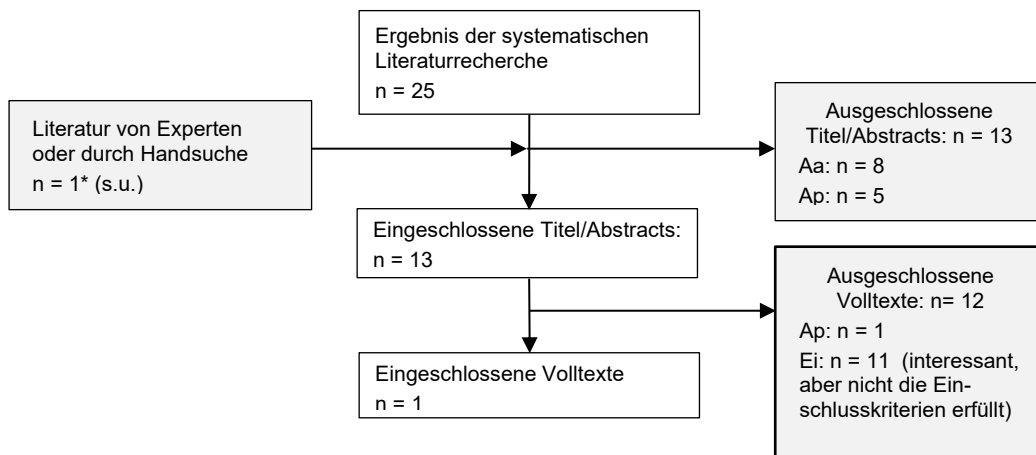 Ergebnis der systematischen
Literaturrecherche
n = 25
Literatur von Experten
oder durch Handsuche
n = 1* (s.u.)
Ausgeschlossene
Titel/Abstracts: n = 13
Aa: n = 8
Ap: n = 5
Eingeschlossene Titel/Abstracts:
n = 13
Ausgeschlossene
Volltexte: n= 12
Ap: n = 1
Ei: n = 11 (interessant,
aber nicht die Ein-
schlusskriterien erfüllt)
Eingeschlossene Volltexte
n = 1